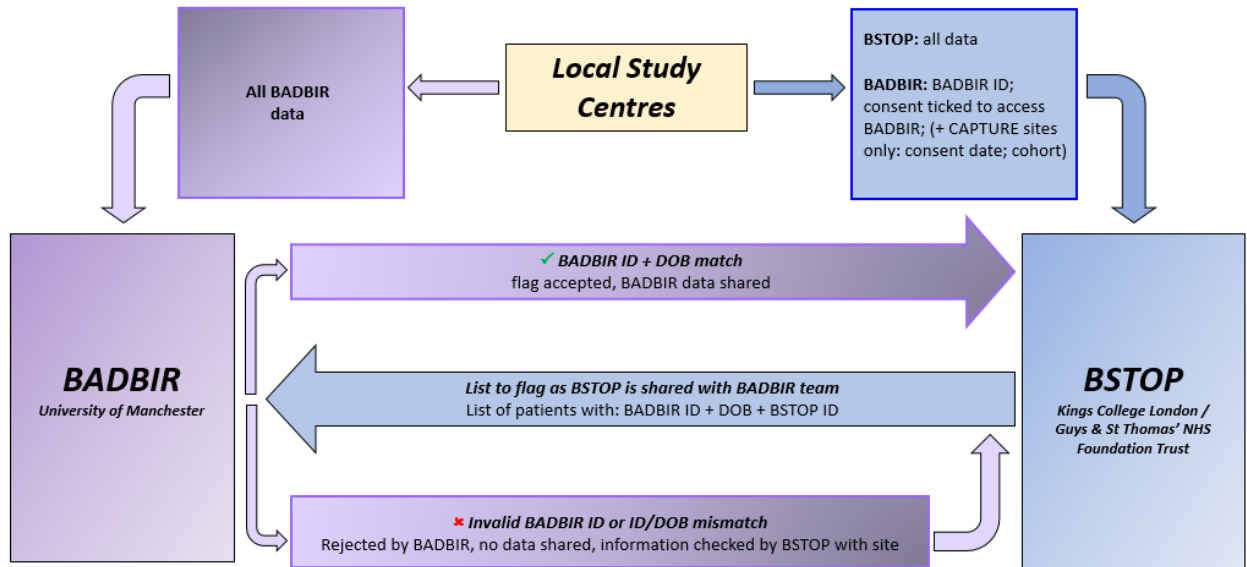 All BADBIR
data
Local Study
Centres
BSTOP: all data
BADBIR: BADBIR ID;
consent ticked to access
BADBIR; (+ CAPTURE sites
only: consent date; cohort)
BADBIR
University of Manchester
✓ BADBIR ID + DOB match
flag accepted, BADBIR data shared
List to flag as BSTOP is shared with BADBIR team
List of patients with: BADBIR ID + DOB + BSTOP ID
✖ Invalid BADBIR ID or ID/DOB mismatch
Rejected by BADBIR, no data shared, information checked by BSTOP with site
BSTOP
Kings College London /
Guys & St Thomas’ NHS
Foundation Trust